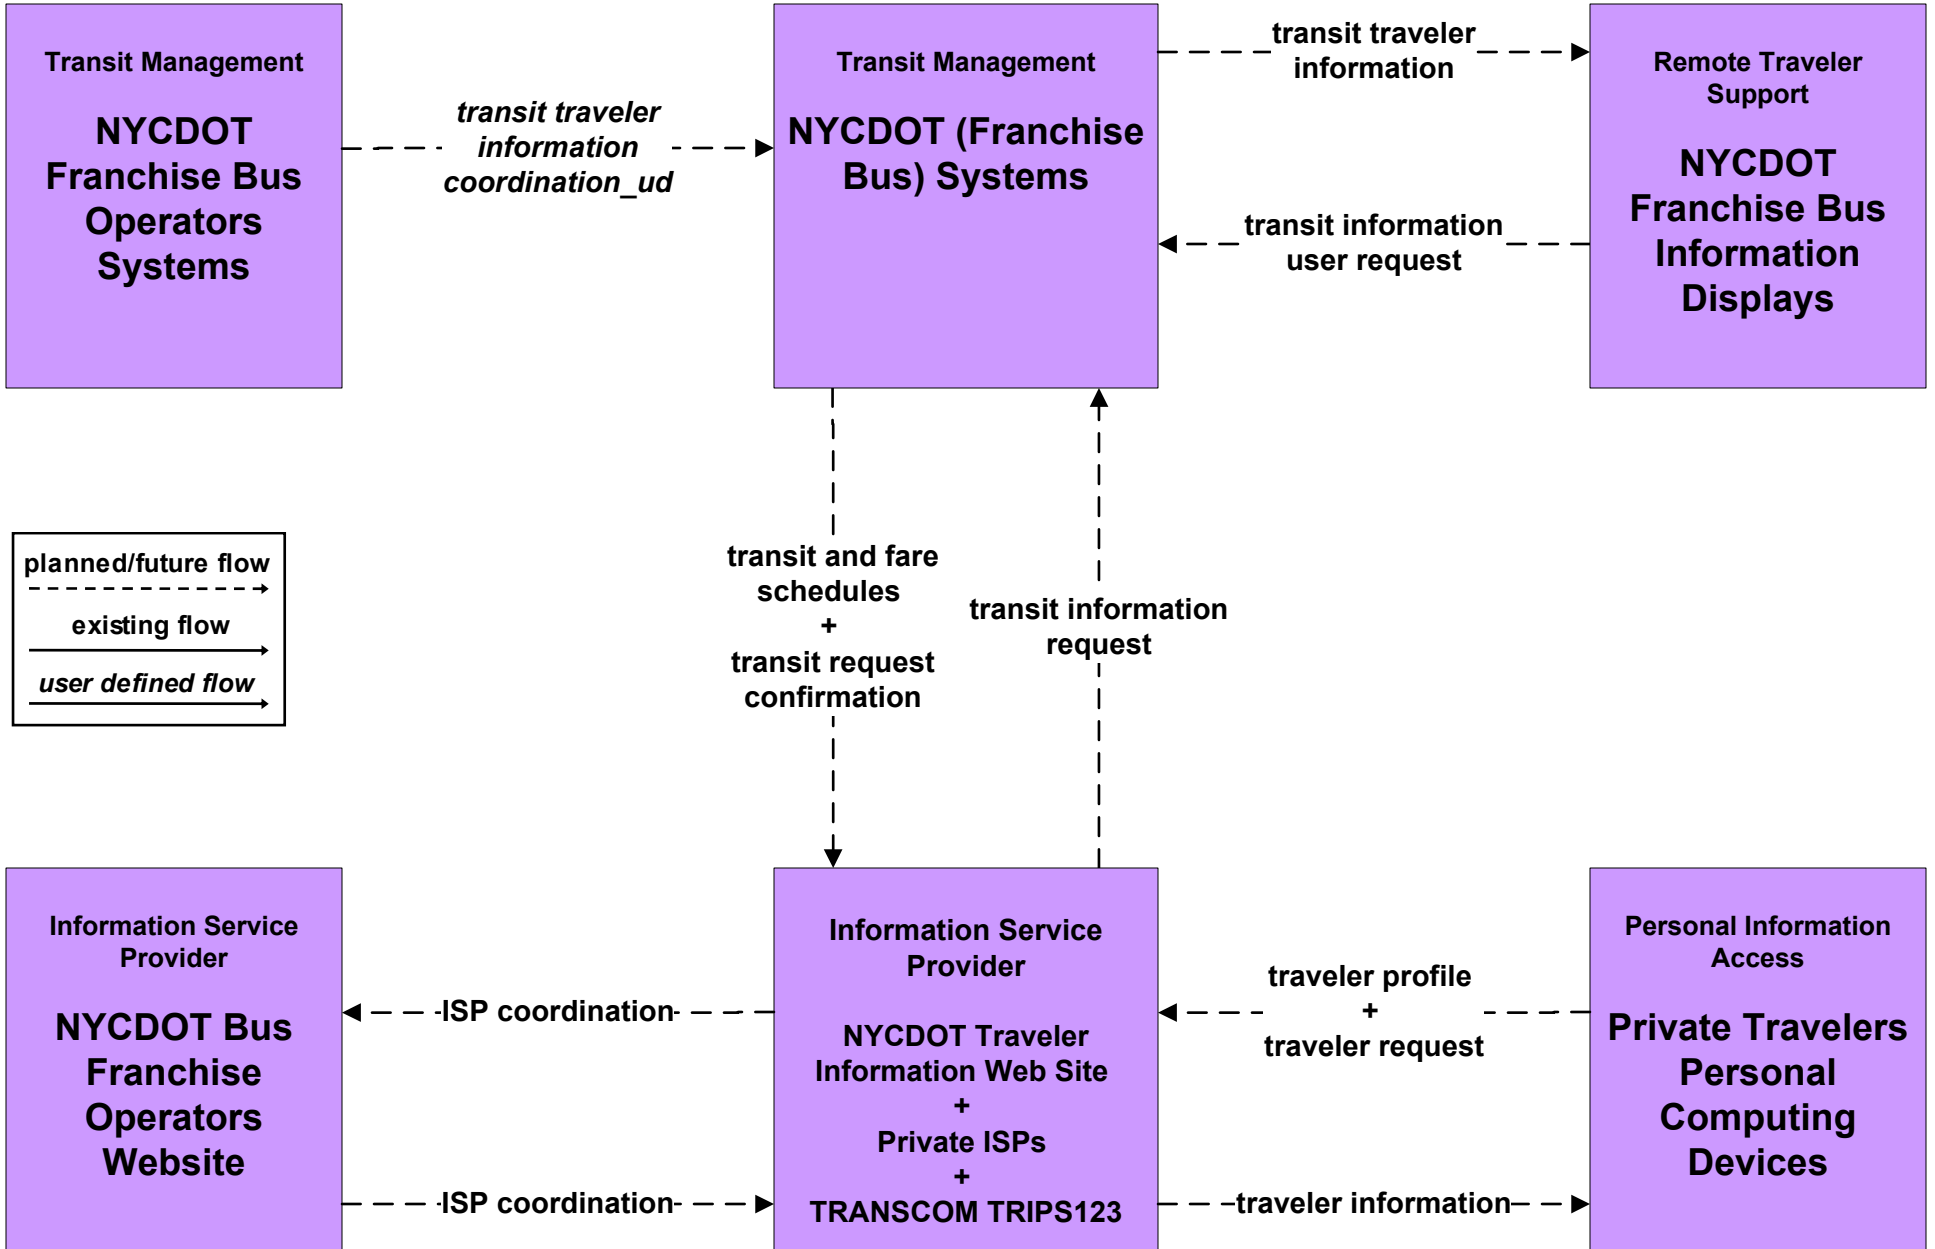 Transit Management
NYCDOT
Franchise Bus
Operators
Systems
transit traveler
information
coordination_ud
Transit Management
NYCDOT (Franchise
Bus) Systems
transit traveler
information
transit information
user request
Remote Traveler
Support
NYCDOT
Franchise Bus
Information
Displays
planned/future flow
existing flow
user defined flow
transit and fare
schedules
+
transit request
confirmation
transit information
request
Information Service
Provider
NYCDOT Bus
Franchise
Operators
Website
ISP coordination
ISP coordination
Information Service
Provider
NYCDOT Traveler
Information Web Site
+
Private ISPs
+
TRANSCOM TRIPS123
traveler profile
+
traveler request
traveler information
Personal Information
Access
Private Travelers
Personal
Computing
Devices